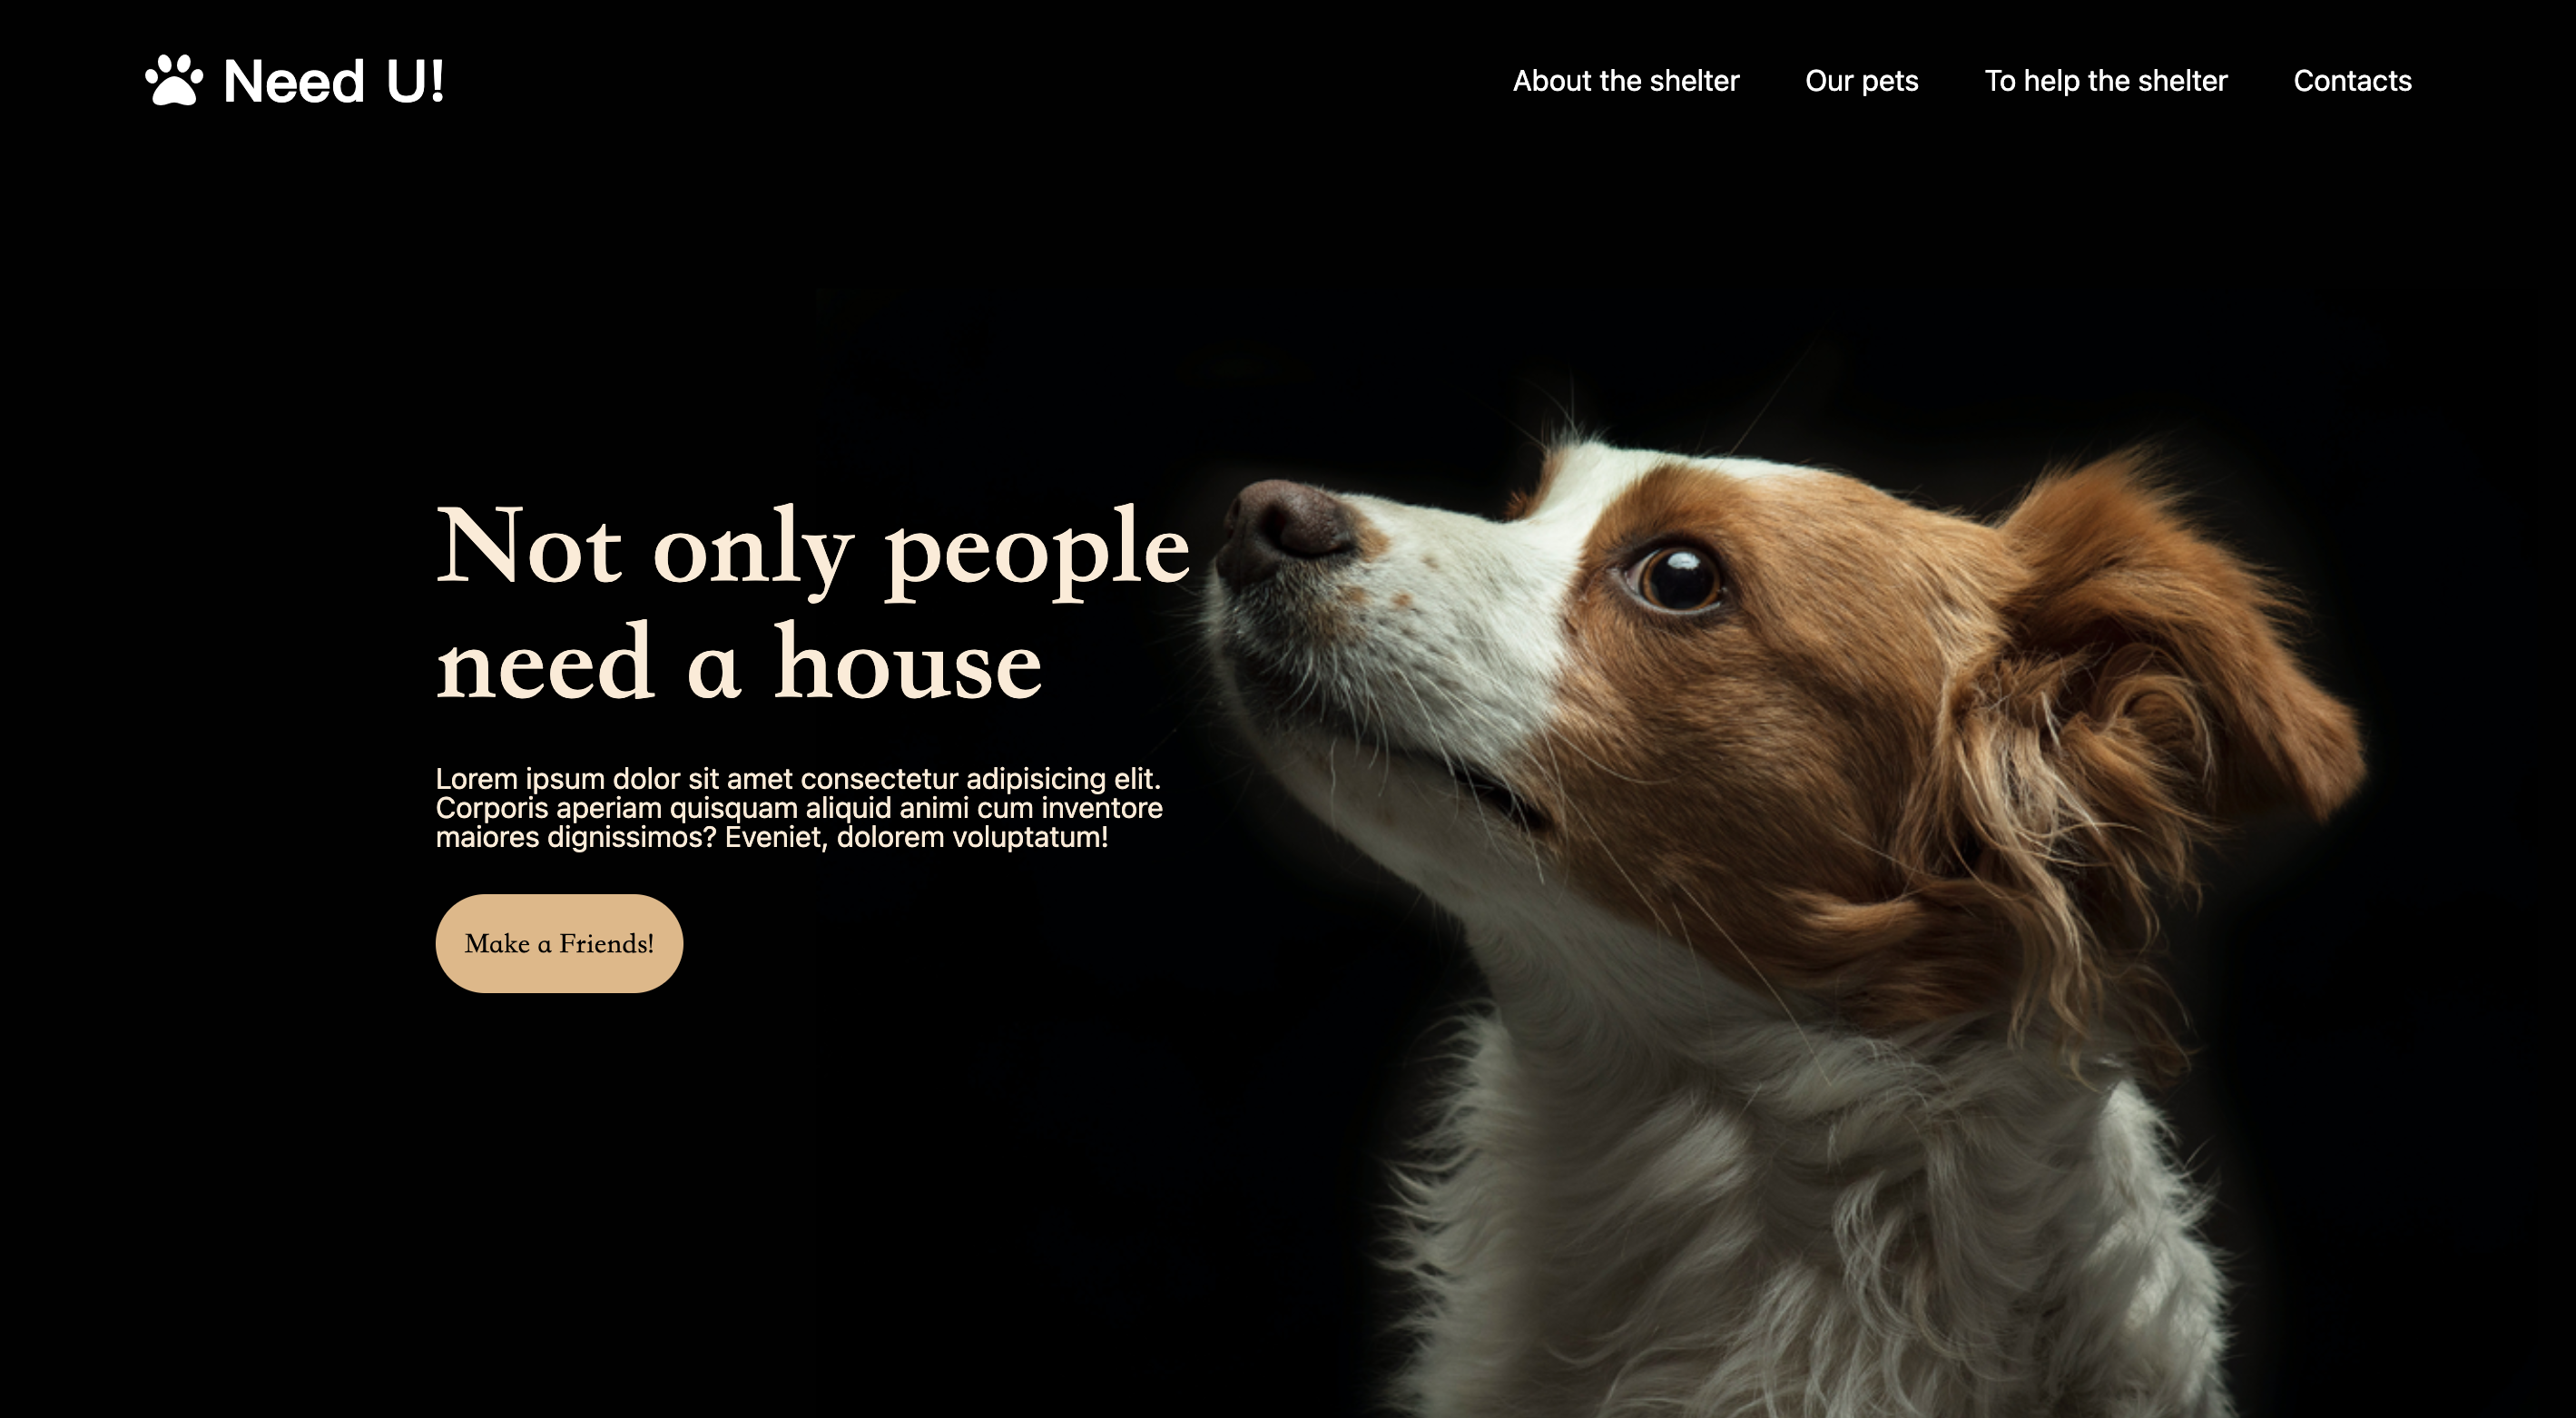 Need U!
About the shelter
Our pets
To help the shelter
Contacts
Not only people
need a house
Lorem ipsum dolor sit amet consectetur adipisicing elit.
Corporis aperiam quisquam aliquid animi cum inventore
maiores dignissimos? Eveniet, dolorem voluptatum!
Make a Friends!